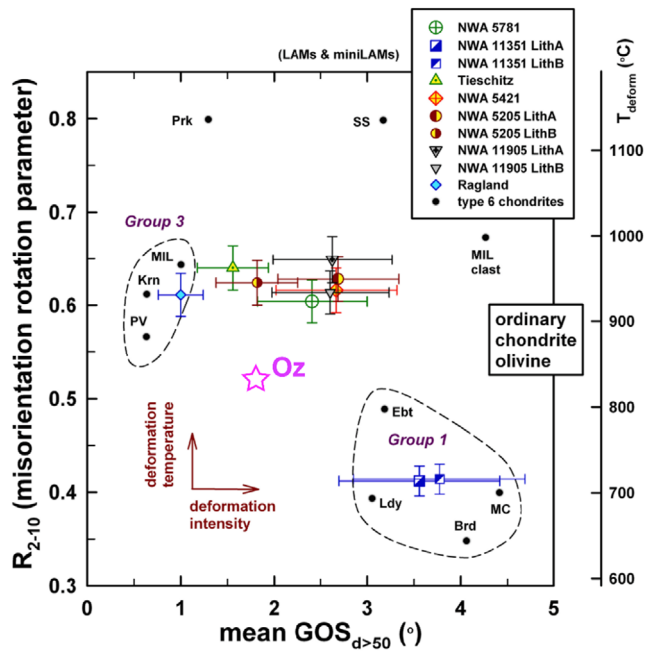 (LAMs & miniLAMs)
NWA 5781
NWA 11351 LithA
NWA 11351 LithB
Tieschitz
NWA 5421
NWA 5205 LithA
NWA 5205 LithB
NWA 11905 LithA
NWA 11905 LithB
Ragland
type 6 chondrites
R2-10 (misorientation rotation parameter)
0.8
0.7
0.6
0.5
0.4
0.3
Tdeform (°C)
1100
1000
900
800
700
600
Prk
SS
Group 3
MIL
Krn
PV
MIL
clast
ordinary
chondrite
olivine
Oz
Ebt
Group 1
Ldy
MC
Brd
deformation
temperature
deformation
intensity
0
1
2
3
4
5
mean GOSd>50 (°)